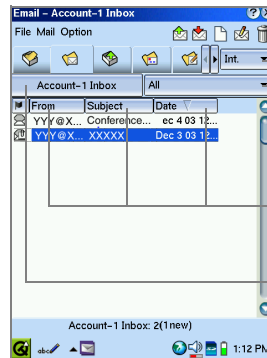 Email – Account–1 Inbox
File Mail Option
Int.
Account–1 Inbox All
From Subject Date
YYY@X... Conference... ec 4 03 12...
YYY@X... XXXXX Dec 3 03 12...
Account–1 Inbox: 2(1new)
abc 1:12 PM